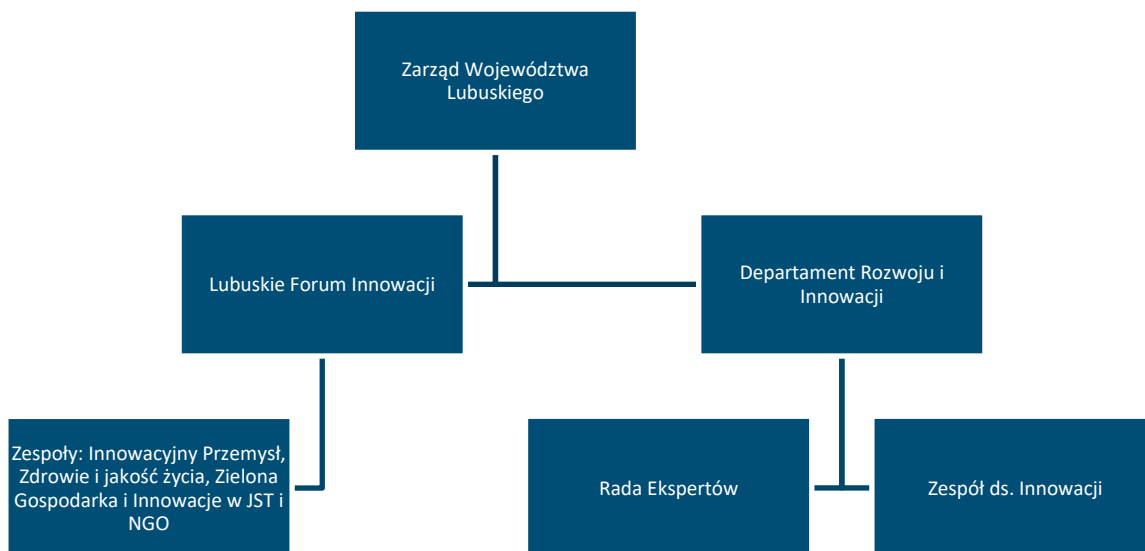 Zarząd Województwa
Lubuskiego
Lubuskie Forum Innowacji
Departament Rozwoju i
Innowacji
Zespoły: Innowacyjny Przemysł,
Zdrowie i jakość życia, Zielona
Gospodarka i Innowacje w JST i
NGO
Rada Ekspertów
Zespół ds. Innowacji